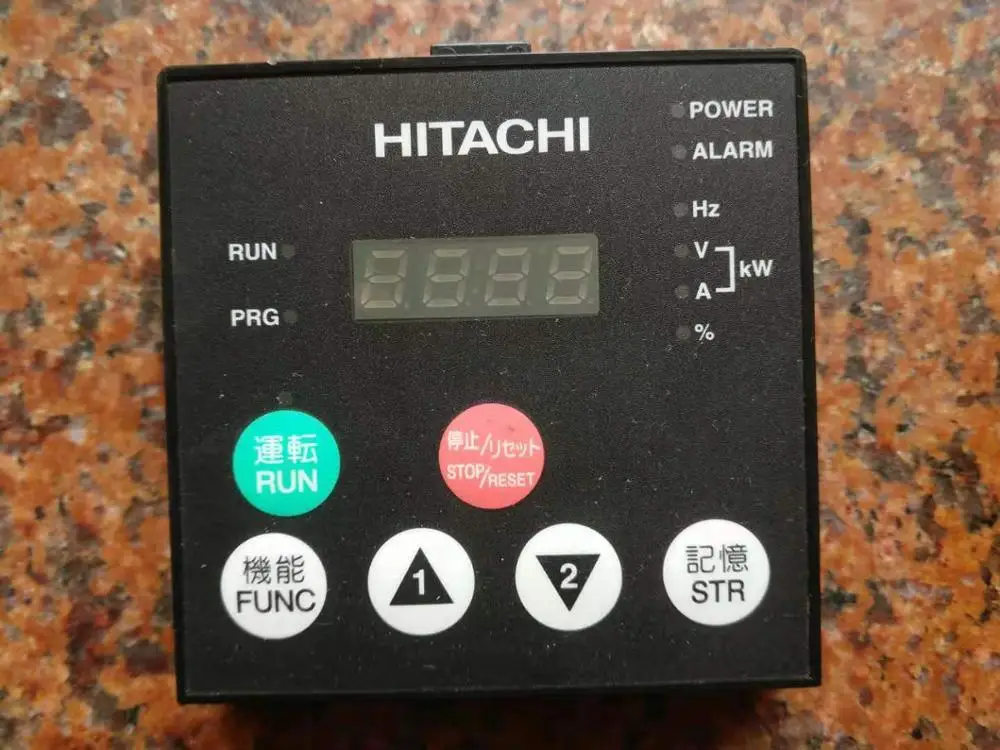 HITACHI
POWER
ALARM
Hz
V
A
kW
%
RUN
PRG
運転
RUN
停止/リセット
STOP/RESET
機能
FUNC
1
2
記憶
STR